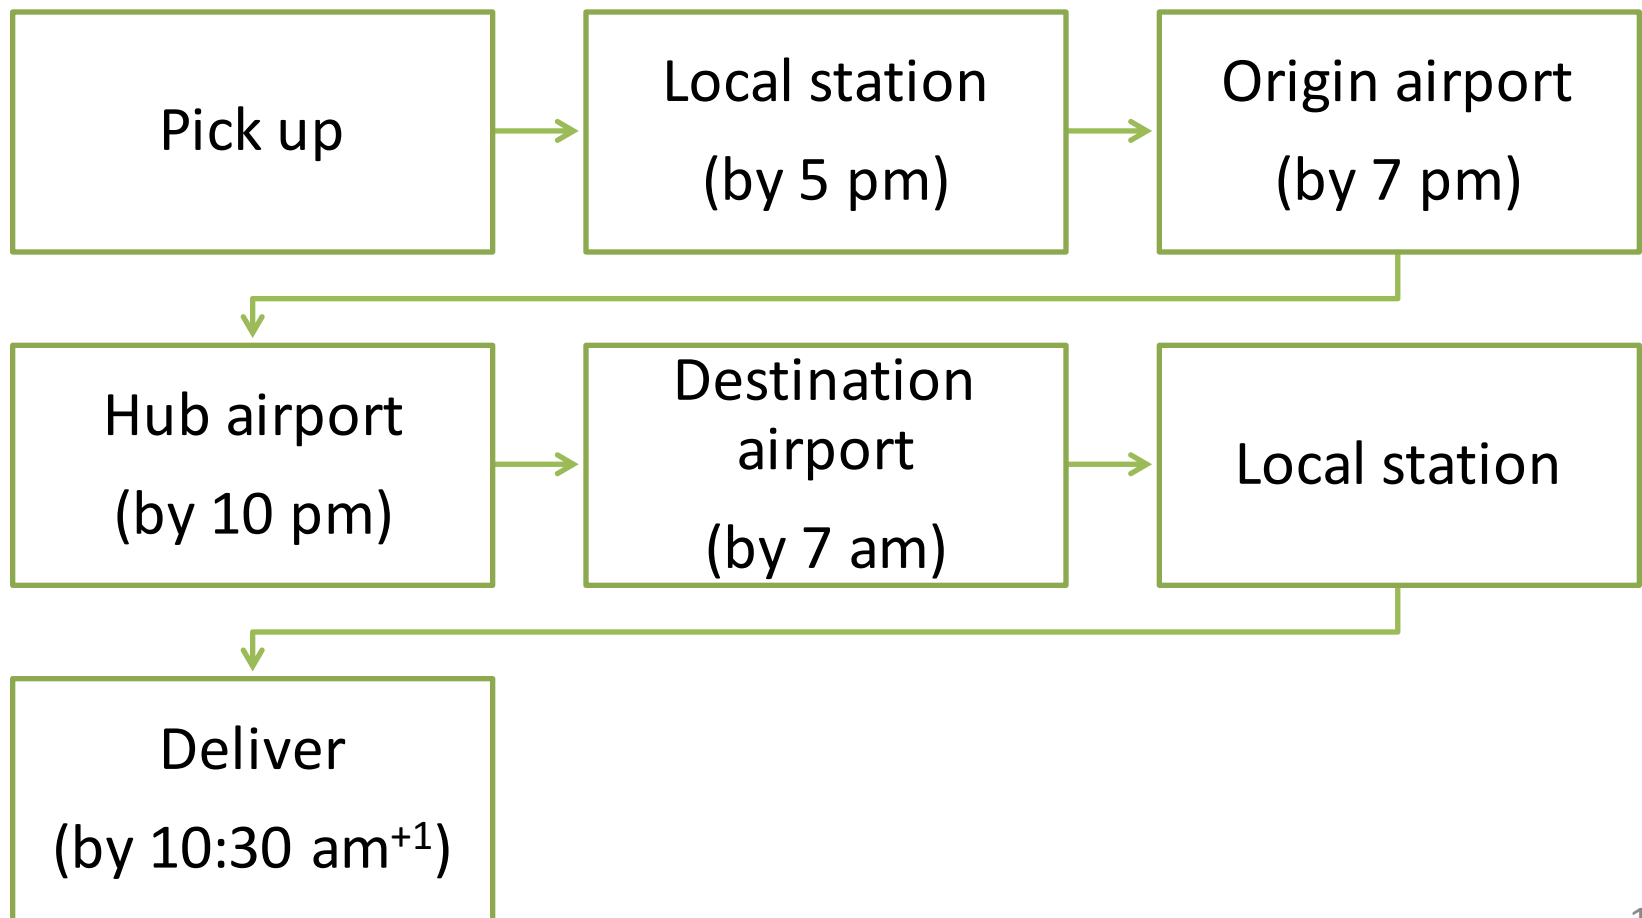 Pick up
Local station
(by 5 pm)
Origin airport
(by 7 pm)
Hub airport
(by 10 pm)
Destination
airport
(by 7 am)
Local station
Deliver
(by 10:30 am⁺¹)